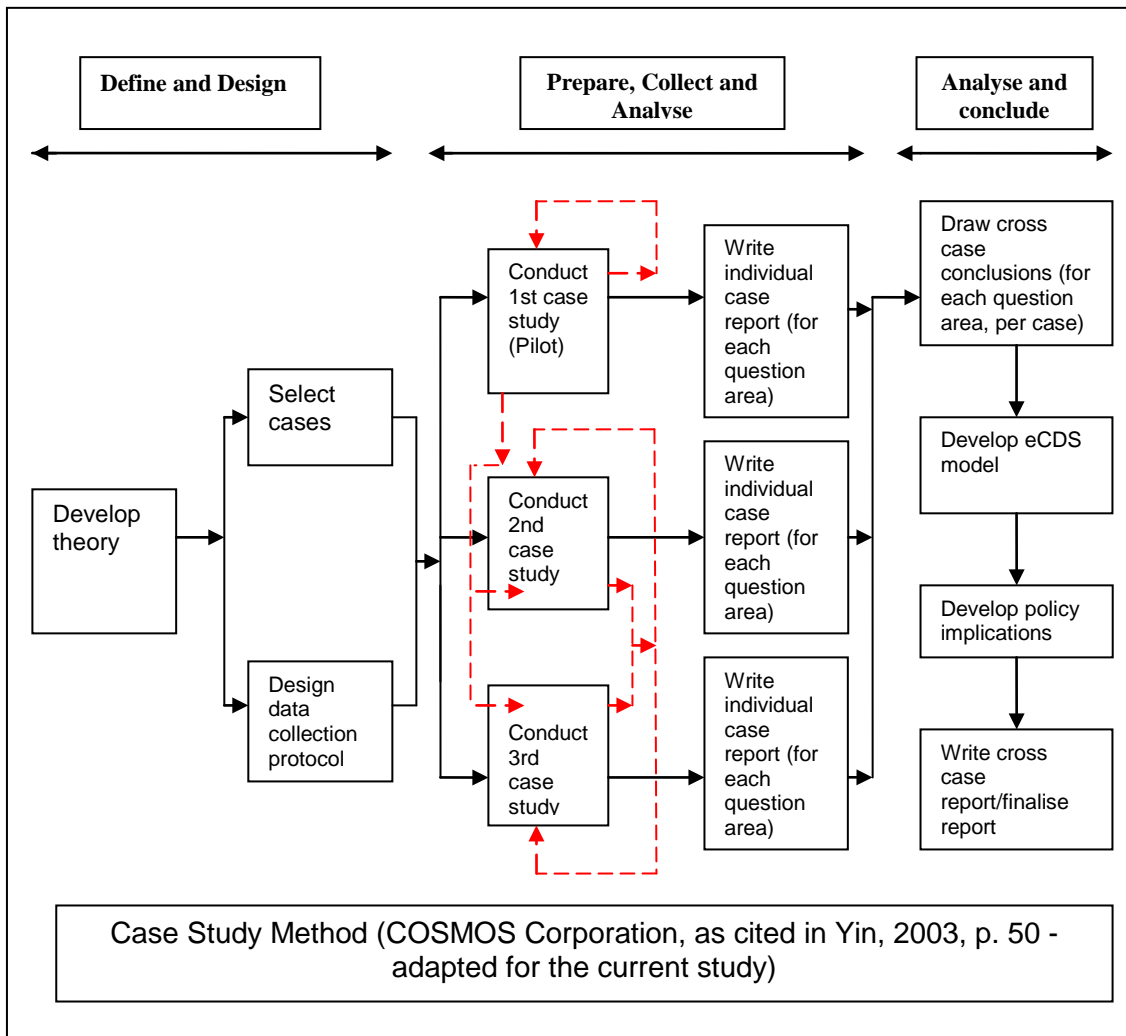 Define and Design
Prepare, Collect and
Analyse
Analyse and
conclude
Develop
theory
Select
cases
Design
data
collection
protocol
Conduct
1st case
study
(Pilot)
Conduct
2nd
case
study
Conduct
3rd
case
study
Write
individual
case
report (for
each
question
area)
Write
individual
case
report (for
each
question
area)
Write
individual
case
report (for
each
question
area)
Draw cross
case
conclusions (for
each question
area, per case)
Develop eCDS
model
Develop policy
implications
Write cross
case
report/finalise
report
Case Study Method (COSMOS Corporation, as cited in Yin, 2003, p. 50 -
adapted for the current study)